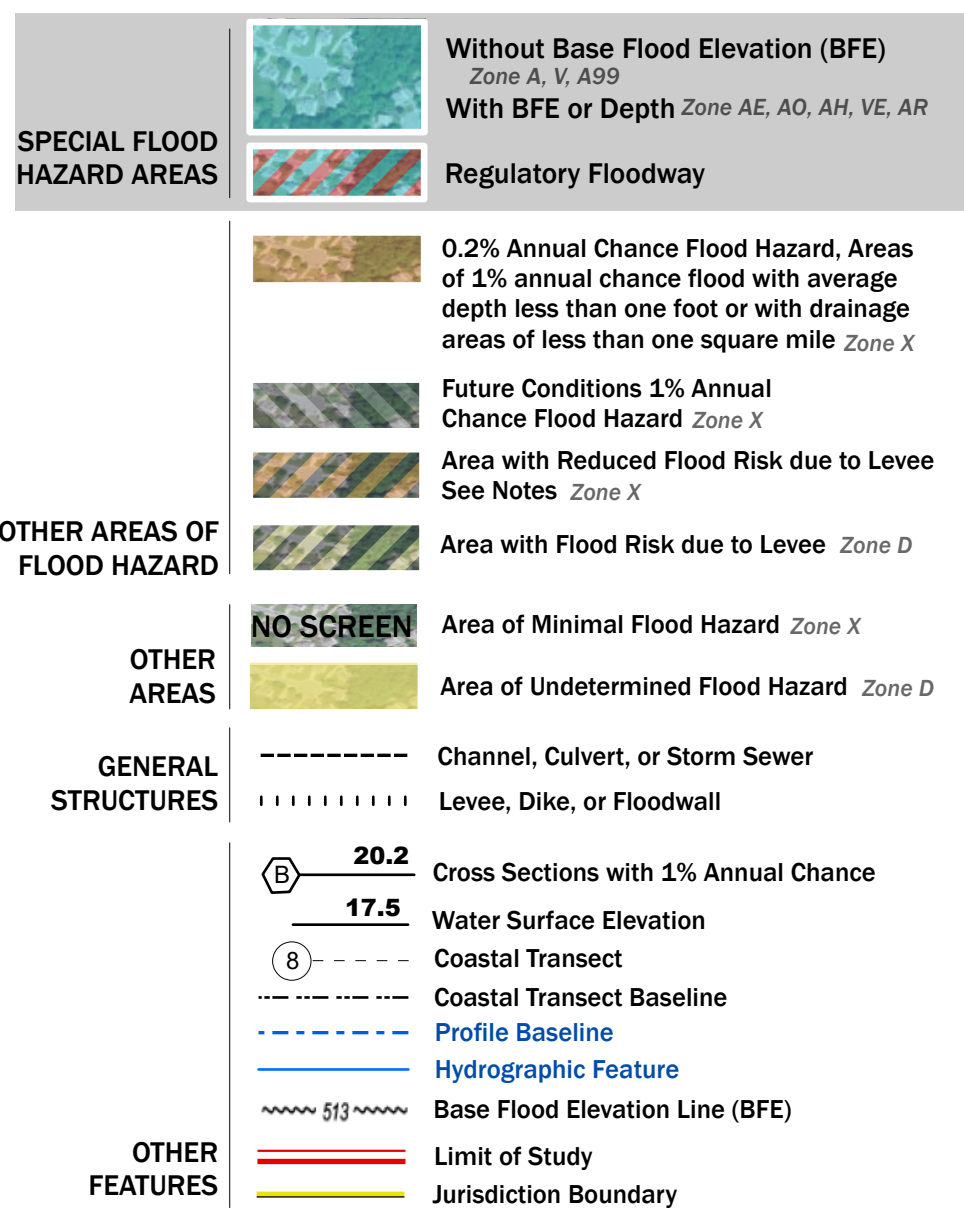 SPECIAL FLOOD
HAZARD AREAS
Without Base Flood Elevation (BFE)
Zone A, V, A99
With BFE or Depth Zone AE, AO, AH, VE, AR
Regulatory Floodway
OTHER AREAS OF
FLOOD HAZARD
0.2% Annual Chance Flood Hazard, Areas
of 1% annual chance flood with average
depth less than one foot or with drainage
areas of less than one square mile Zone X
Future Conditions 1% Annual
Chance Flood Hazard Zone X
Area with Reduced Flood Risk due to Levee
See Notes Zone X
Area with Flood Risk due to Levee Zone D
OTHER
AREAS
NO SCREEN Area of Minimal Flood Hazard Zone X
Area of Undetermined Flood Hazard Zone D
GENERAL
STRUCTURES
Channel, Culvert, or Storm Sewer
Levee, Dike, or Floodwall
OTHER
FEATURES
B 20.2 Cross Sections with 1% Annual Chance
17.5 Water Surface Elevation
8 Coastal Transect
Coastal Transect Baseline
Profile Baseline
Hydrographic Feature
513 Base Flood Elevation Line (BFE)
Limit of Study
Jurisdiction Boundary